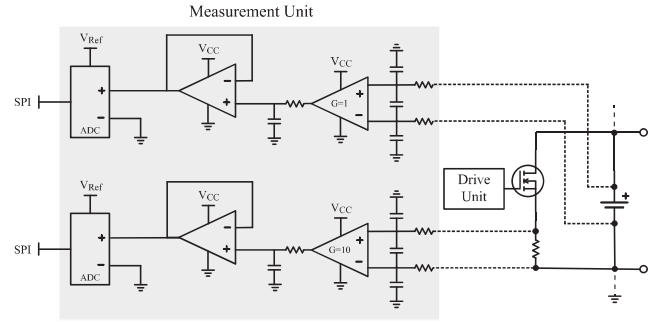 Measurement Unit
VRef
VCC
VCC
SPI
+
−
ADC
−
+
G=1
+
−
Drive
Unit
+
VRef
VCC
VCC
SPI
+
−
ADC
−
+
G=10
+
−